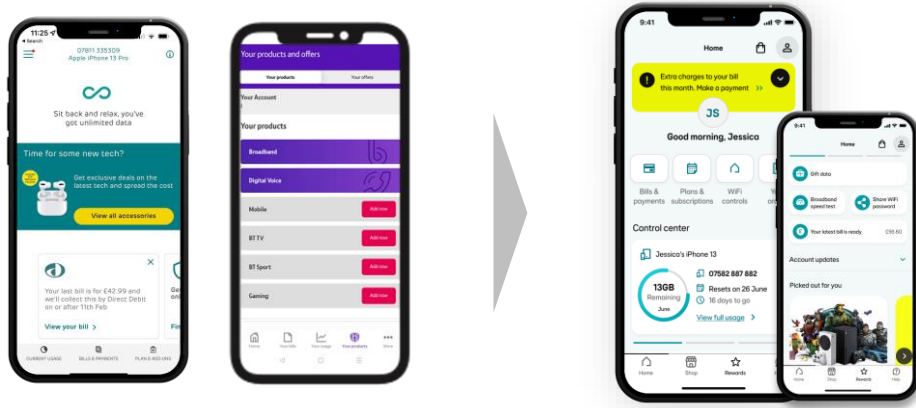 11:25
Search
07811 335309
Apple iPhone 13 Pro
Sit back and relax, you've
got unlimited data
Time for some new tech?
Get exclusive deals on the
latest tech and spread the cost
View all accessories
Your last bill is for £42.99 and
we'll collect this by Direct Debit
on or after 11th Feb
View your bill >
Ge
onli
Fin
CURRENT USAGE
BILLS & PAYMENTS
PLAN & ADD ONS
Your products and offers
Your products
Your offers
Your Account
Your products
Broadband
Digital Voice
Mobile
Add now
BT TV
Add now
BT Sport
Add now
Gaming
Add now
Home
Your bills
Your usage
Your products
More
9:41
Home
Extra charges to your bill
this month. Make a payment >>
JS
Good morning, Jessica
Bills &
payments
Plans &
subscriptions
WiFi
controls
Yo
ord
Control center
Jessica's iPhone 13
13GB
Remaining
June
07582 887 882
Resets on 26 June
16 days to go
View full usage >
Home
Shop
Rewards
H
9:41
Home
Gift data
Broadband
speed test
Share WiFi
password
Your latest bill is ready
£98.60
Account updates
Picked out for you
Home
Shop
Rewards
Help